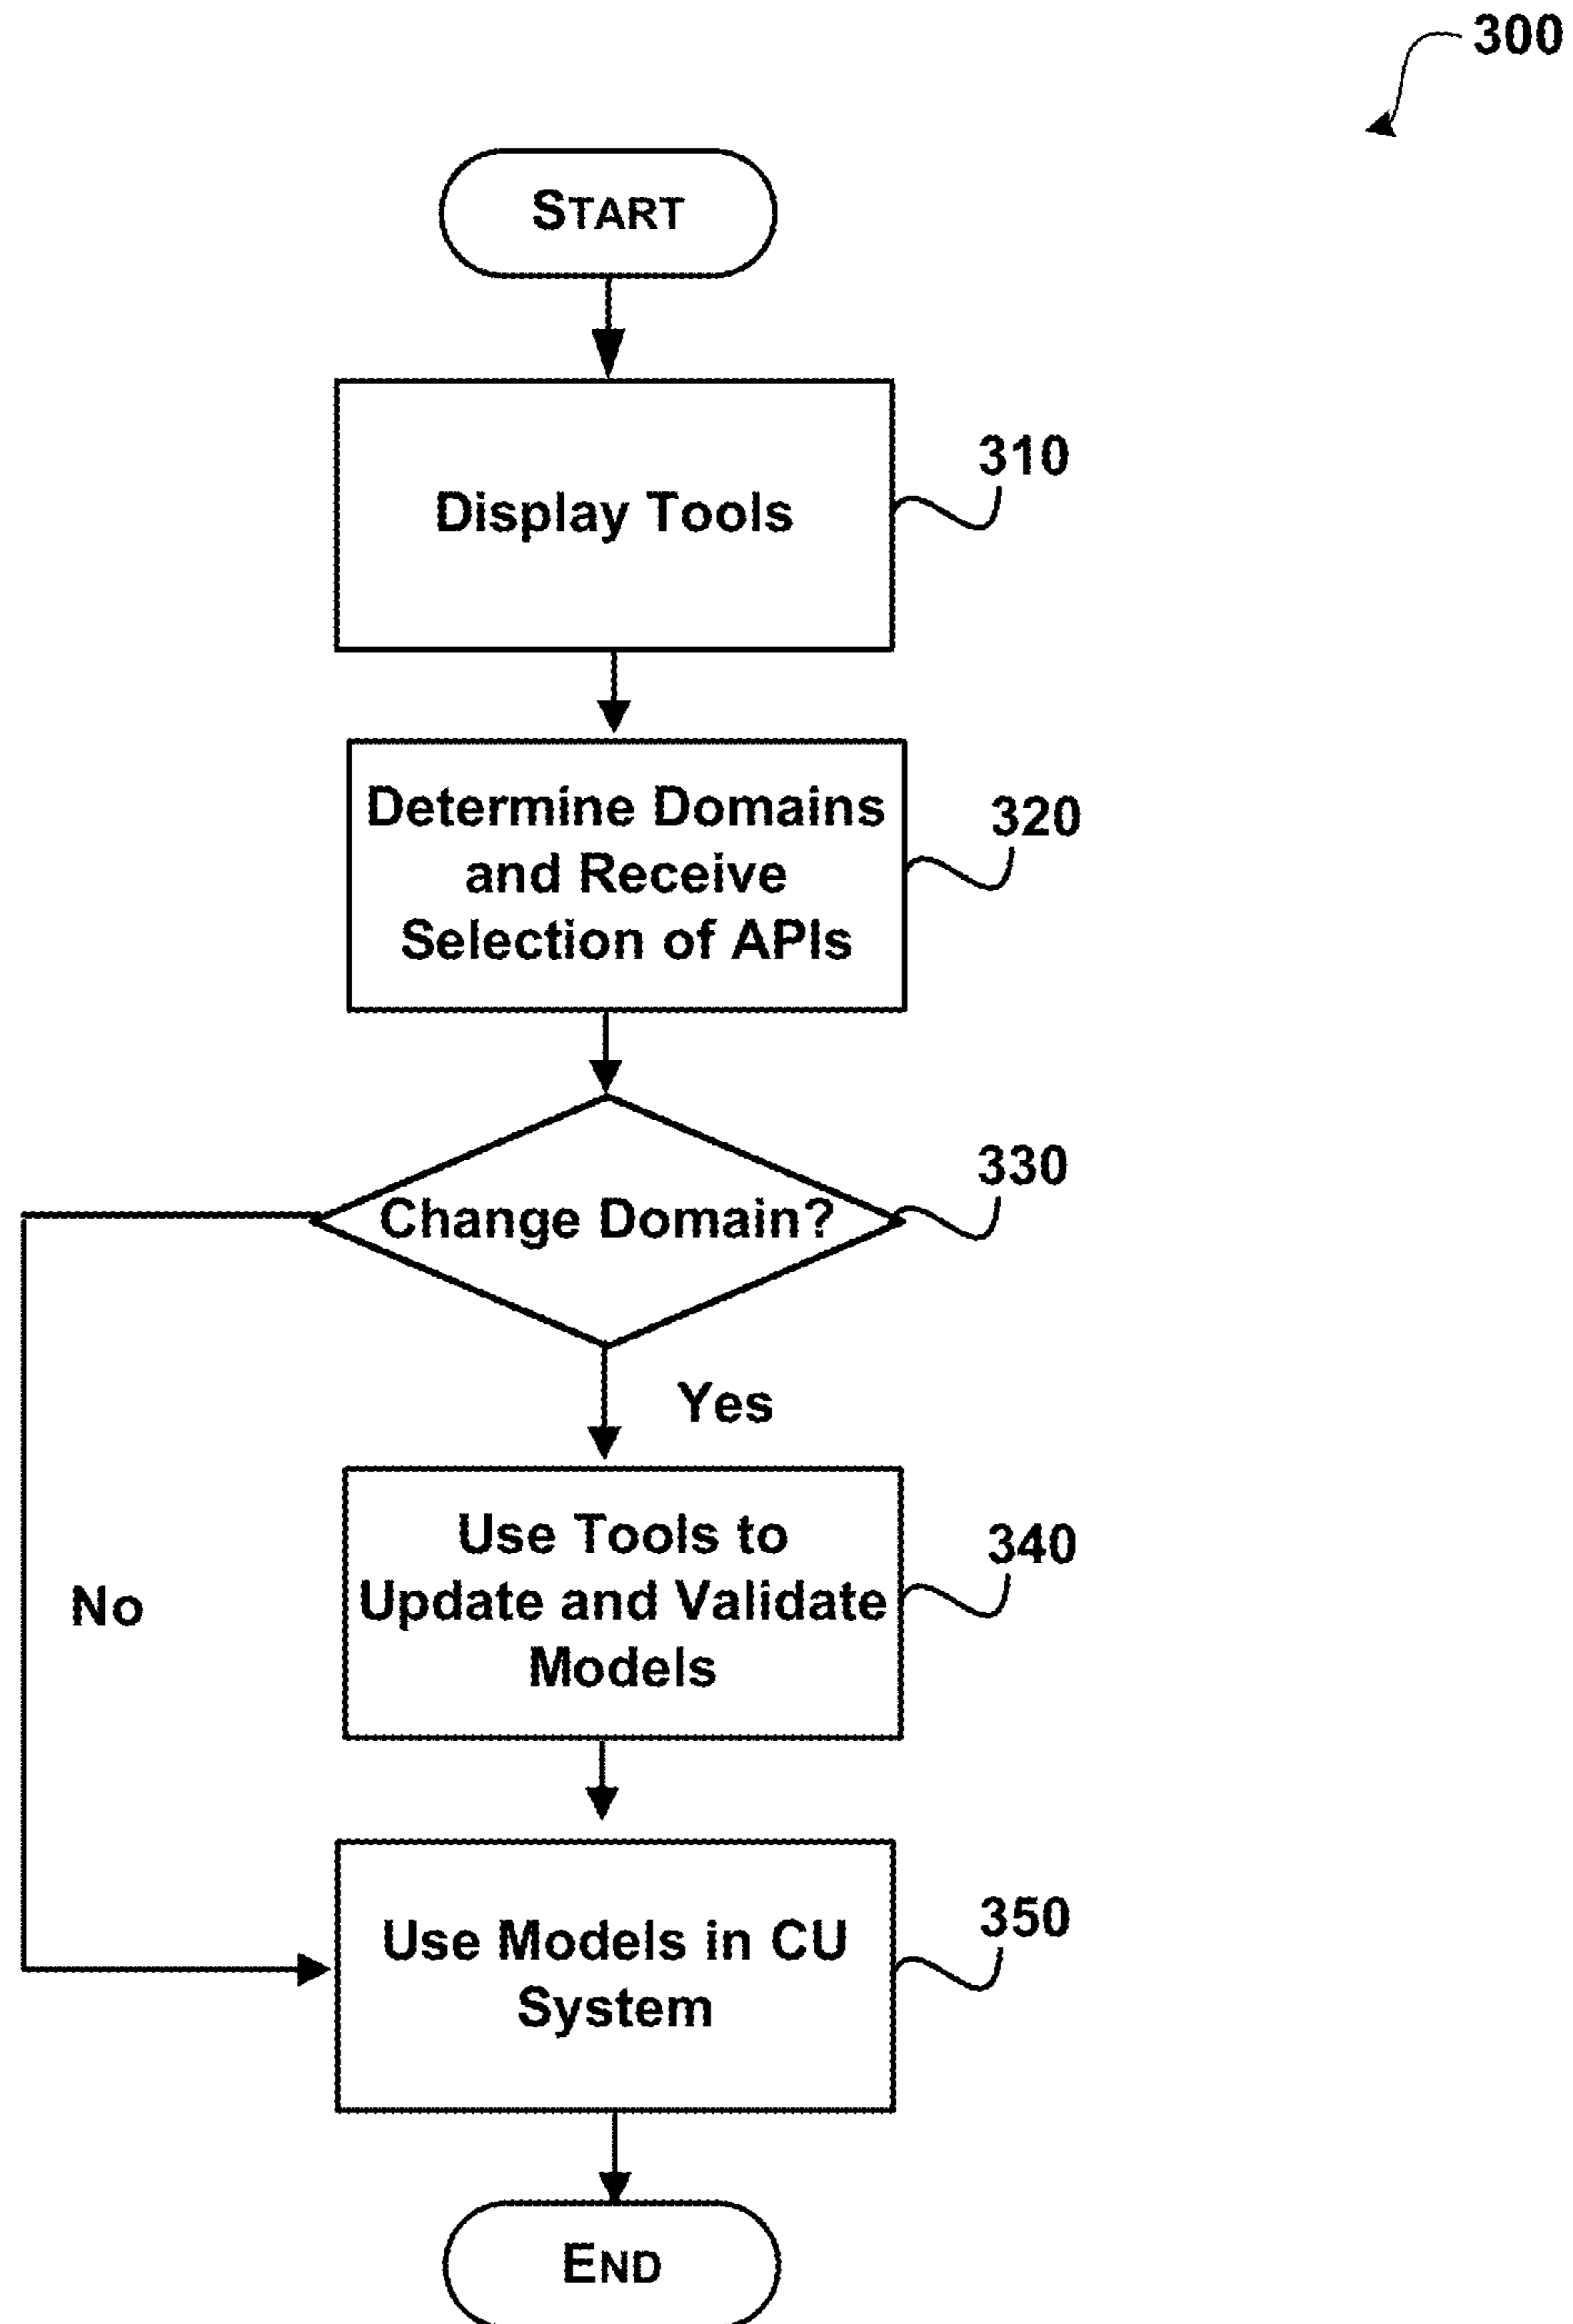 300
START
310
Display Tools
320
Determine Domains
and Receive
Selection of APIs
330
Change Domain?
Yes
340
Use Tools to
Update and Validate
Models
No
350
Use Models in CU
System
END